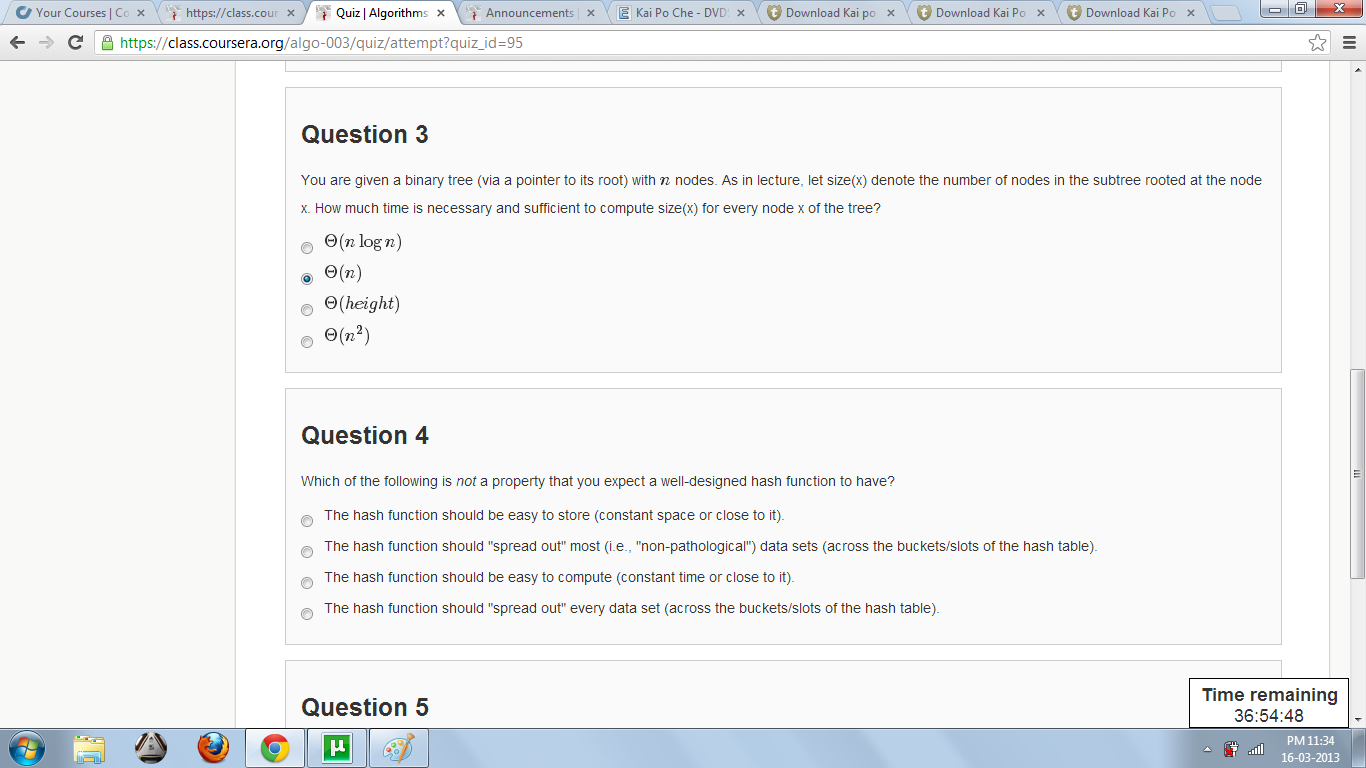 Your Courses | Co
https://class.cour
Quiz | Algorithms
Announcements |
Kai Po Che - DVD
Download Kai po
Download Kai Po
Download Kai Po
https://class.coursera.org/algo-003/quiz/attempt?quiz_id=95
Question 3
You are given a binary tree (via a pointer to its root) with n nodes. As in lecture, let size(x) denote the number of nodes in the subtree rooted at the node
x. How much time is necessary and sufficient to compute size(x) for every node x of the tree?
Θ(n log n)
Θ(n)
Θ(height)
Θ(n²)
Question 4
Which of the following is not a property that you expect a well-designed hash function to have?
The hash function should be easy to store (constant space or close to it).
The hash function should "spread out" most (i.e., "non-pathological") data sets (across the buckets/slots of the hash table).
The hash function should be easy to compute (constant time or close to it).
The hash function should "spread out" every data set (across the buckets/slots of the hash table).
Question 5
Time remaining
36:54:48
PM 11:34
16-03-2013